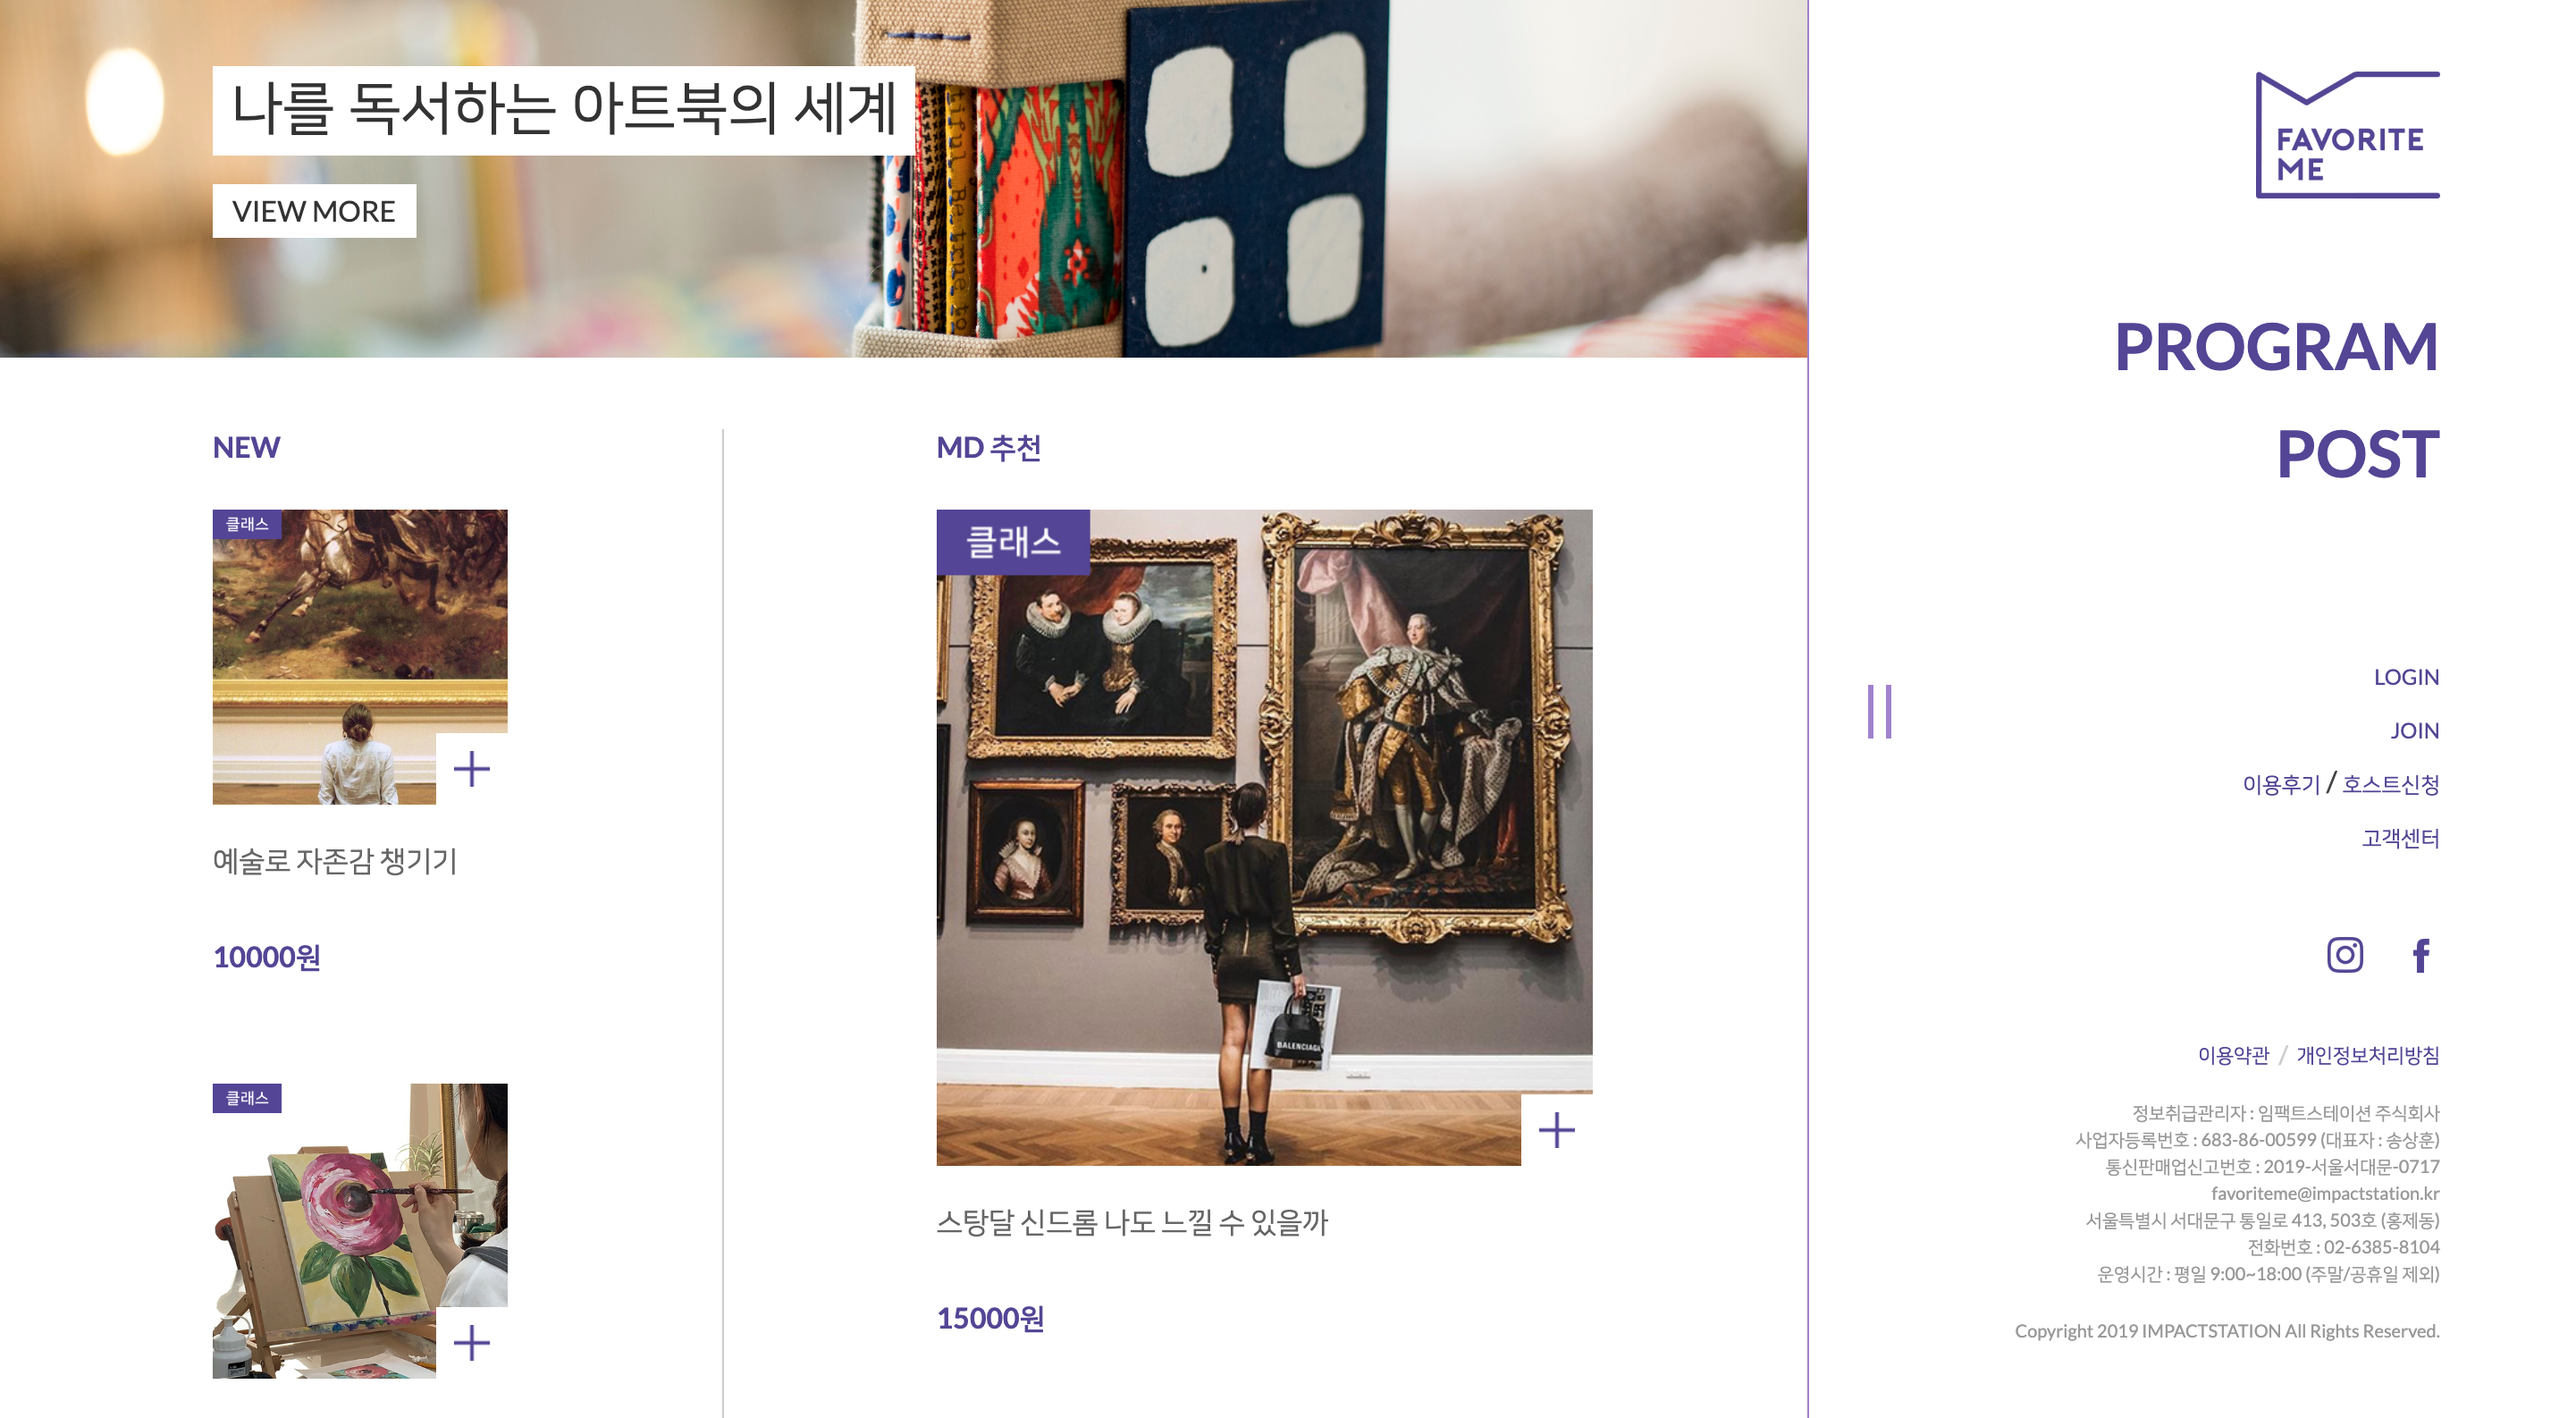 나를 독서하는 아트북의 세계
VIEW MORE
NEW
클래스
예술로 자존감 챙기기
10000원
클래스
MD 추천
클래스
BALENCIAGA
스탕달 신드롬 나도 느낄 수 있을까
15000원
FAVORITE
ME
PROGRAM
POST
LOGIN
JOIN
이용후기 / 호스트신청
고객센터
이용약관 / 개인정보처리방침
정보취급관리자 : 임팩트스테이션 주식회사
사업자등록번호 : 683-86-00599 (대표자 : 송상훈)
통신판매업신고번호 : 2019-서울서대문-0717
favoriteme@impactstation.kr
서울특별시 서대문구 통일로 413, 503호 (홍제동)
전화번호 : 02-6385-8104
운영시간 : 평일 9:00~18:00 (주말/공휴일 제외)
Copyright 2019 IMPACTSTATION All Rights Reserved.